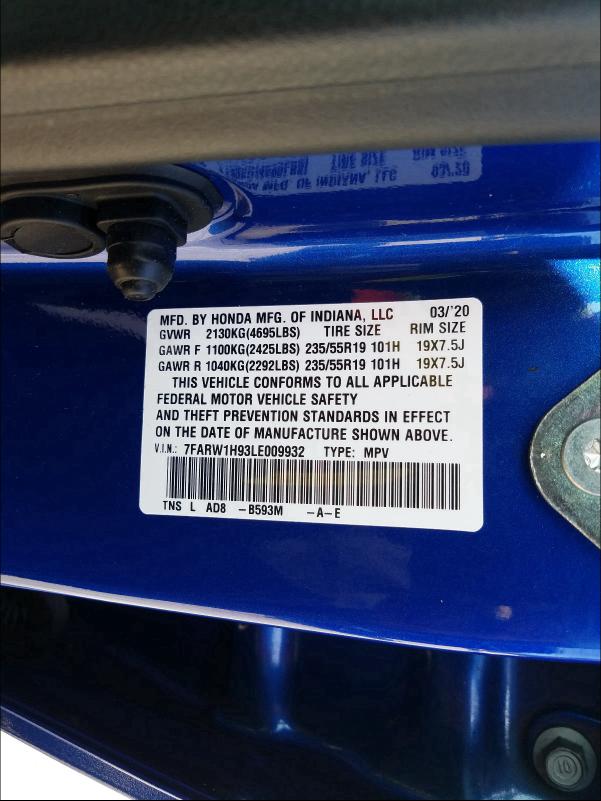 MFD. BY HONDA MFG. OF INDIANA, LLC 03/'20
GVWR 2130KG(4695LBS) TIRE SIZE RIM SIZE
GAWR F 1100KG(2425LBS) 235/55R19 101H 19X7.5J
GAWR R 1040KG(2292LBS) 235/55R19 101H 19X7.5J
THIS VEHICLE CONFORMS TO ALL APPLICABLE
FEDERAL MOTOR VEHICLE SAFETY
AND THEFT PREVENTION STANDARDS IN EFFECT
ON THE DATE OF MANUFACTURE SHOWN ABOVE.
V.I.N.: 7FARW1H93LE009932 TYPE: MPV
TNS L AD8 -B593M -A-E
10